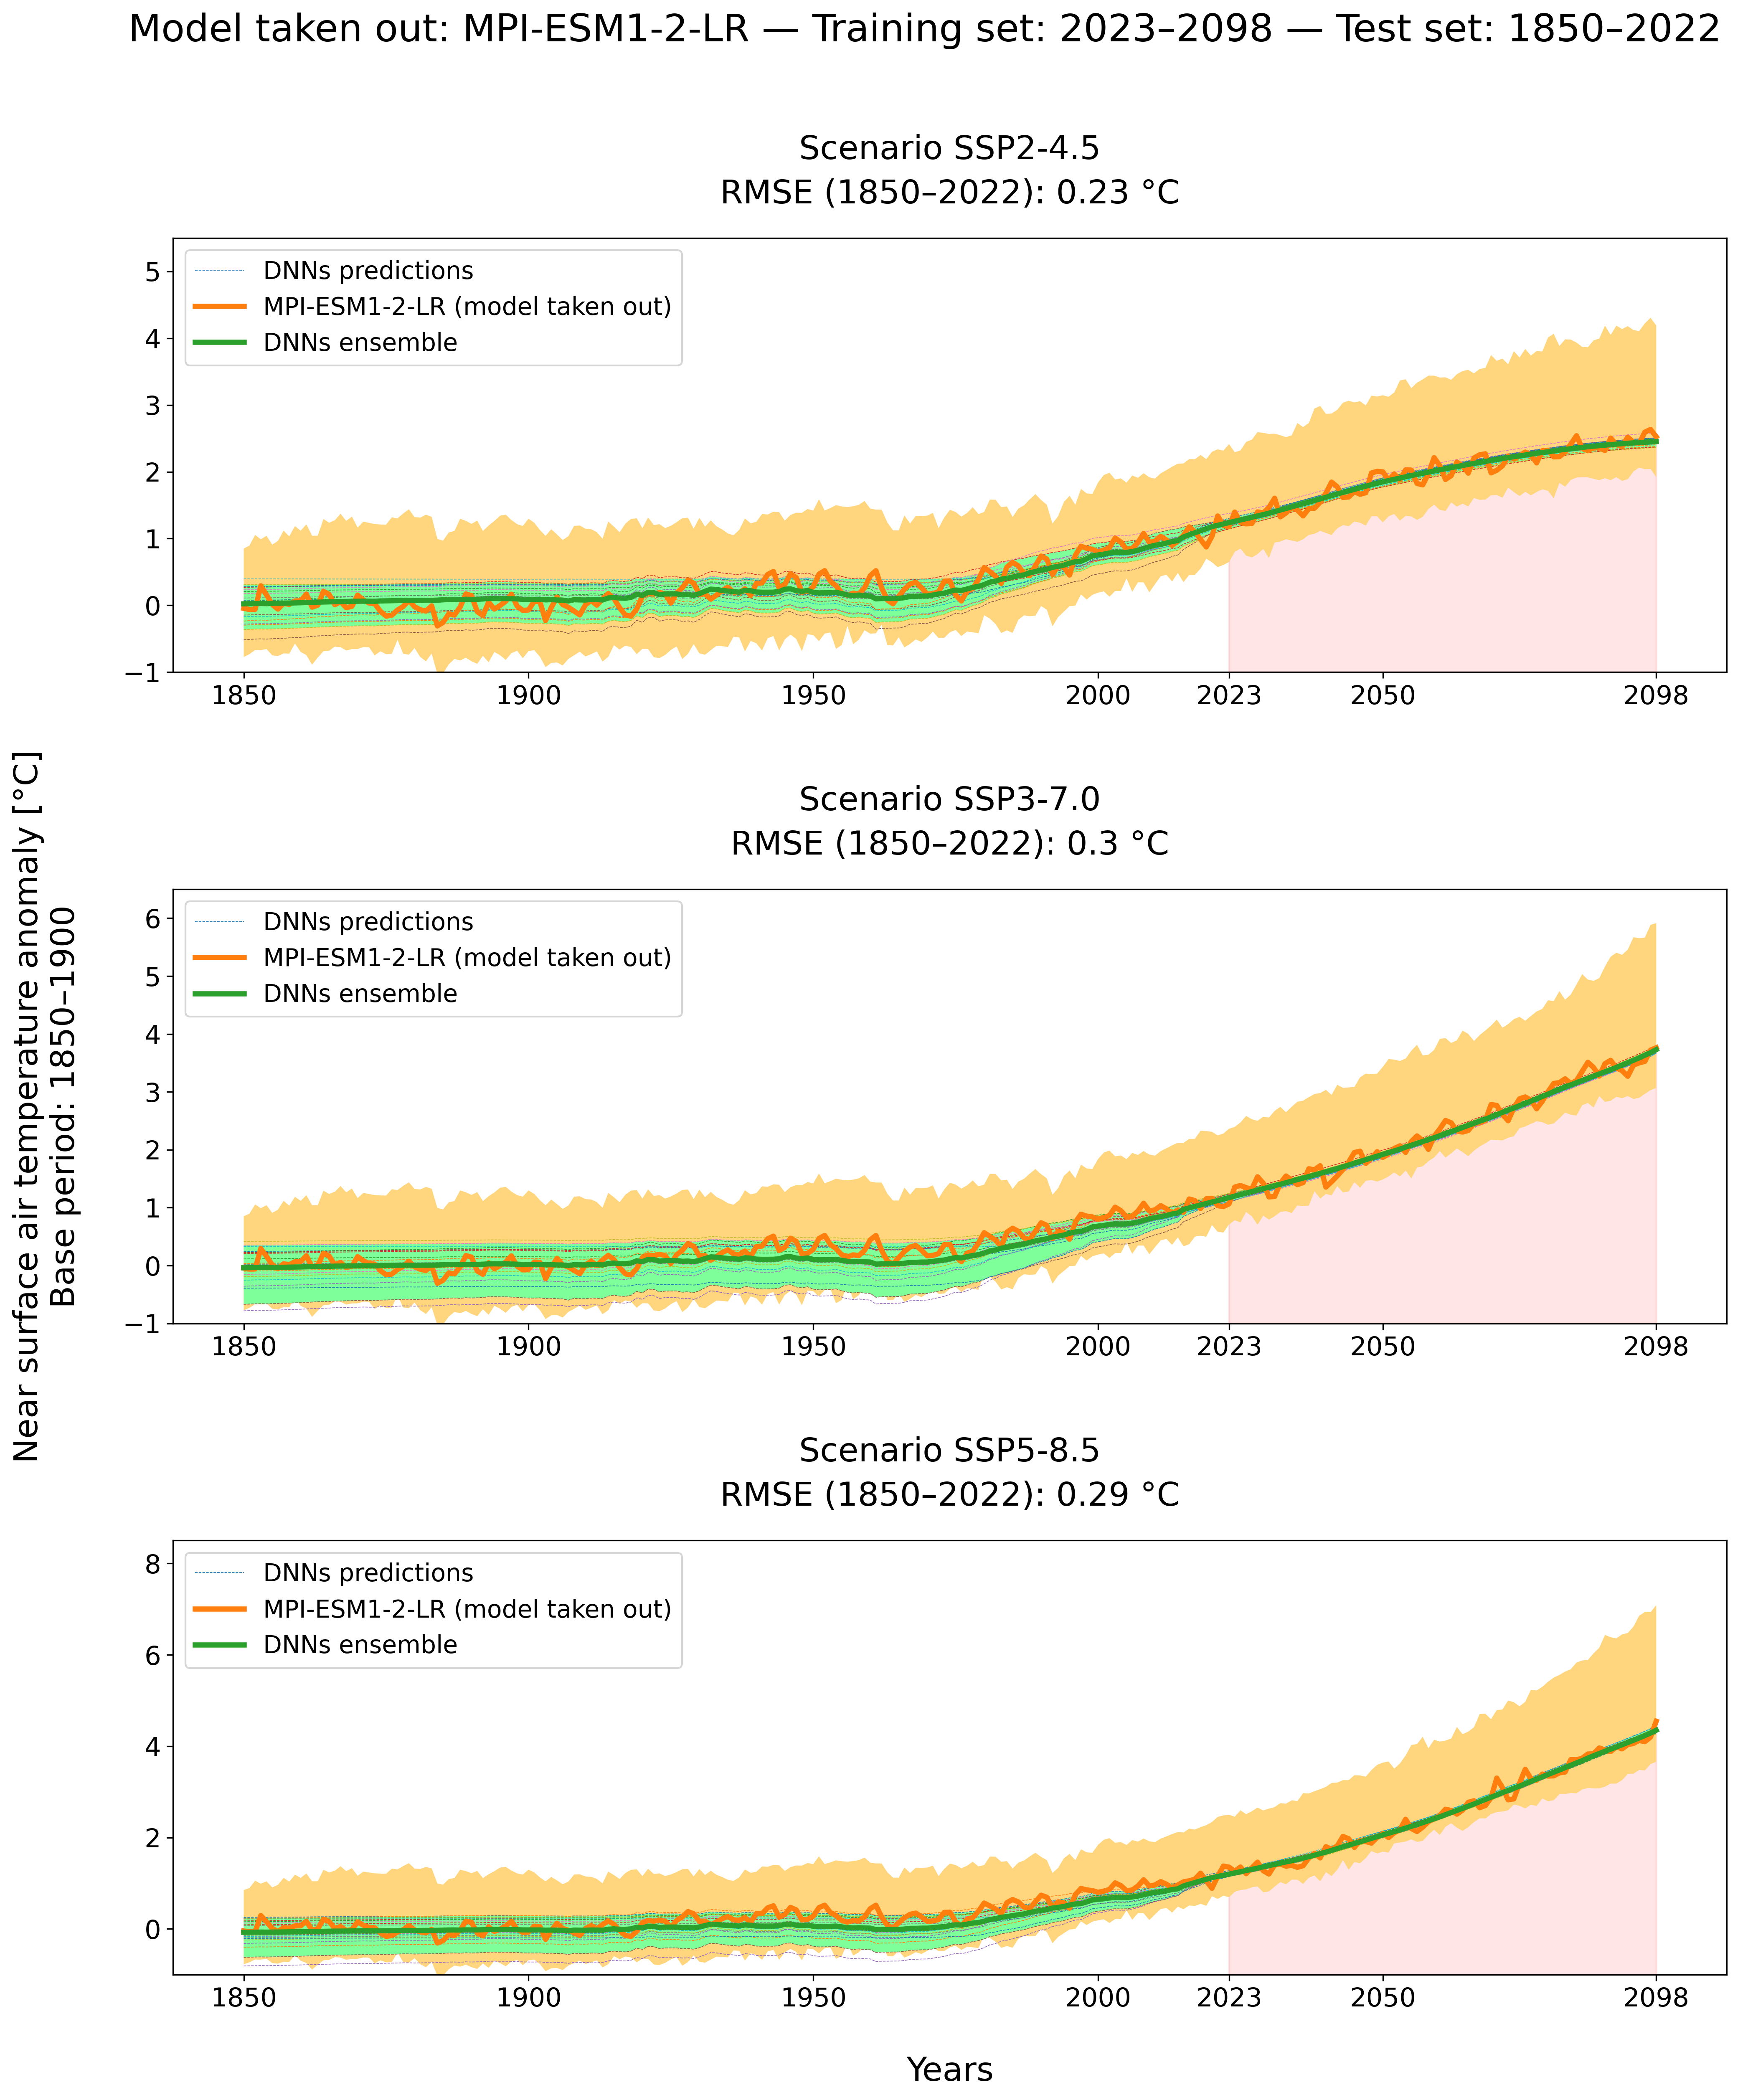 Model taken out: MPI-ESM1-2-LR — Training set: 2023–2098 — Test set: 1850–2022
Near surface air temperature anomaly [°C]
Base period: 1850–1900
Scenario SSP2-4.5
RMSE (1850–2022): 0.23 °C
DNNs predictions
MPI-ESM1-2-LR (model taken out)
DNNs ensemble
5
4
3
2
1
0
−1
1850 1900 1950 2000 2023 2050 2098
Scenario SSP3-7.0
RMSE (1850–2022): 0.3 °C
DNNs predictions
MPI-ESM1-2-LR (model taken out)
DNNs ensemble
6
5
4
3
2
1
0
−1
1850 1900 1950 2000 2023 2050 2098
Scenario SSP5-8.5
RMSE (1850–2022): 0.29 °C
DNNs predictions
MPI-ESM1-2-LR (model taken out)
DNNs ensemble
8
6
4
2
0
1850 1900 1950 2000 2023 2050 2098
Years